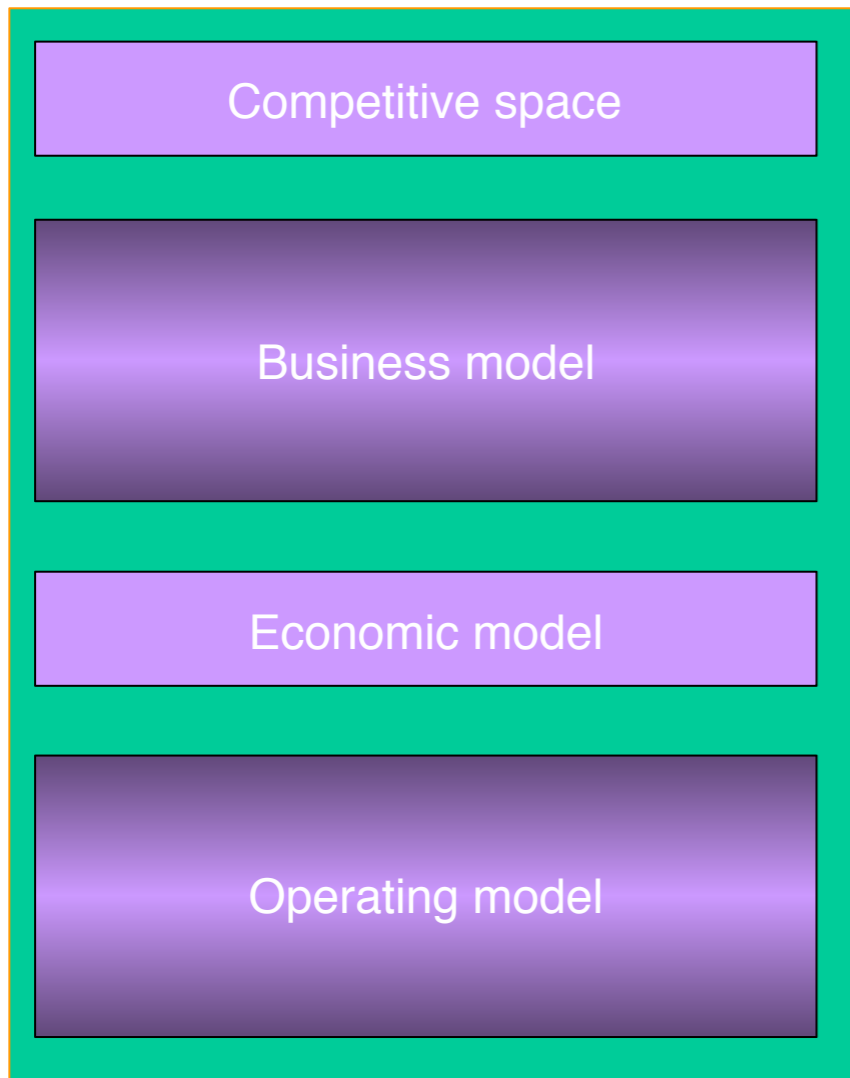 Competitive space
Business model
Economic model
Operating model